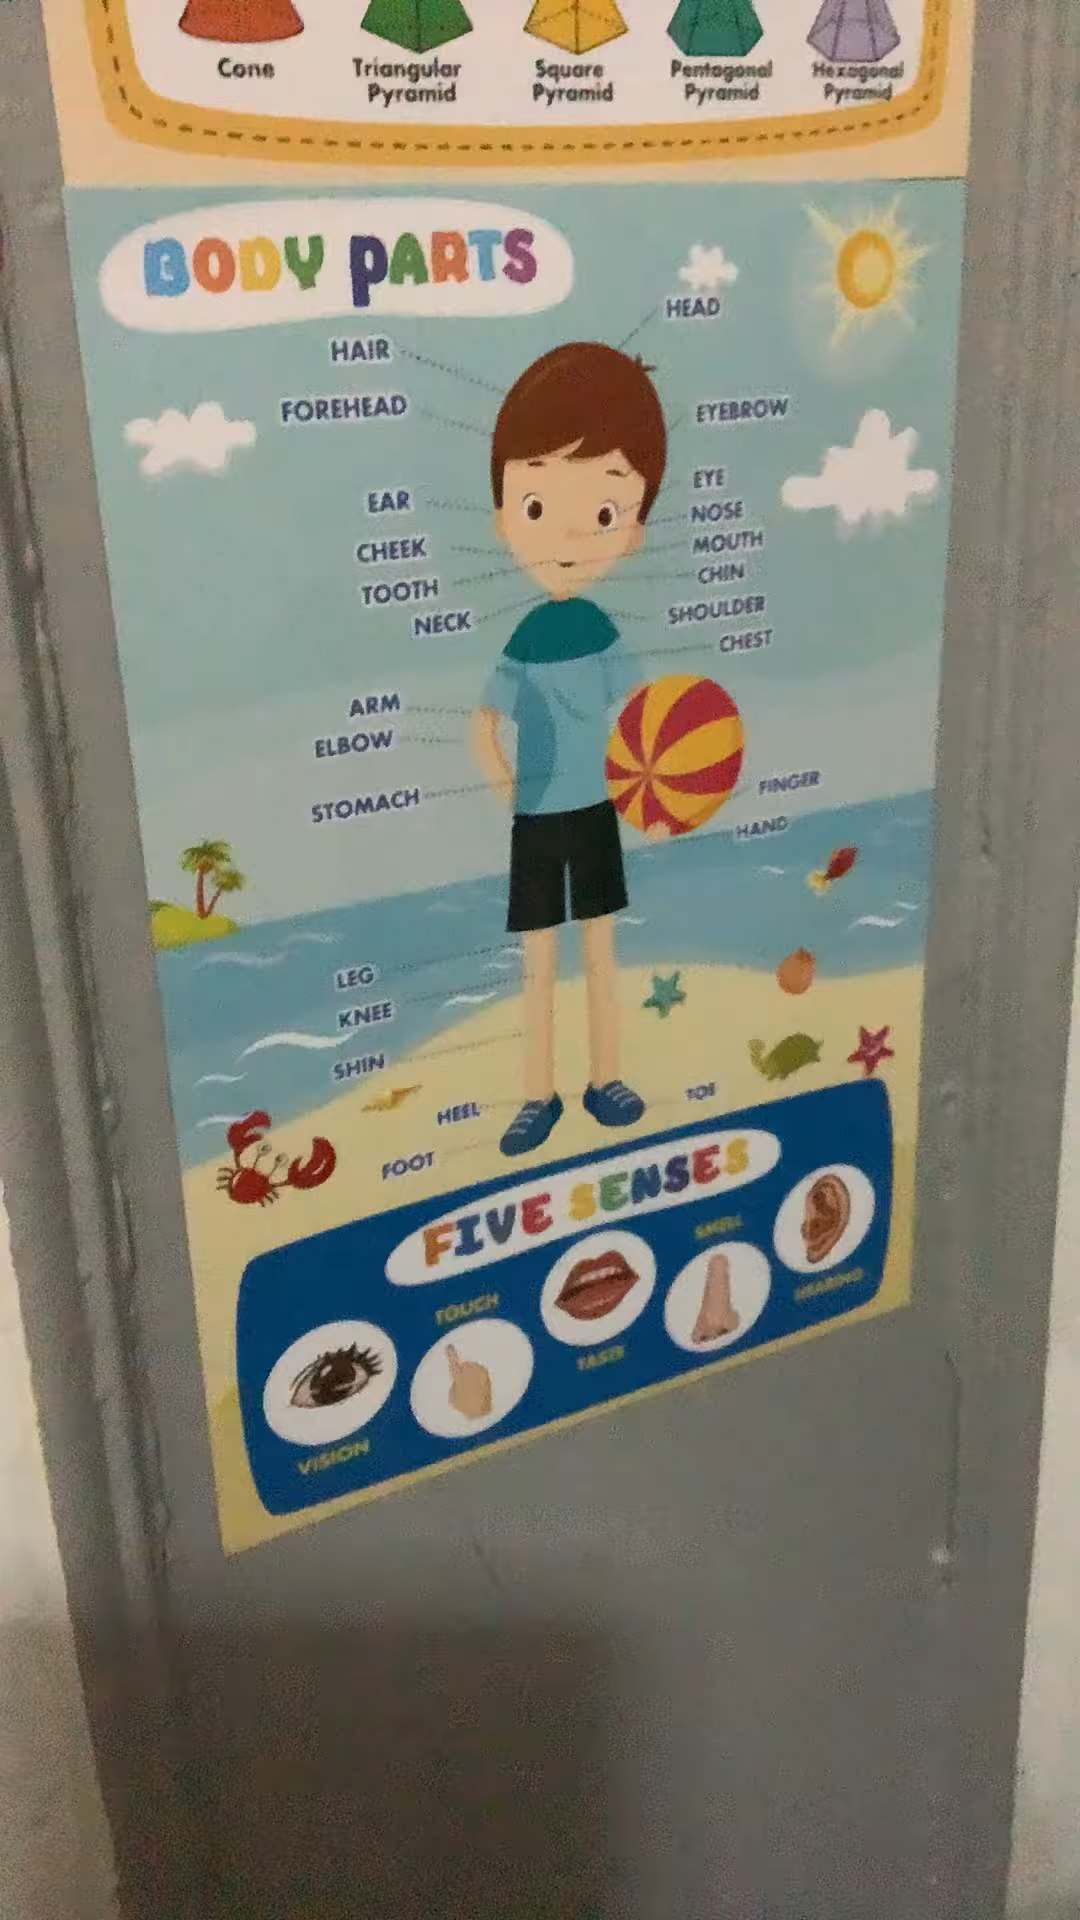 Cone
Triangular
Pyramid
Square
Pyramid
Pentagonal
Pyramid
Hexagonal
Pyramid
BODY PARTS
HEAD
HAIR
FOREHEAD
EYEBROW
EYE
EAR
NOSE
MOUTH
CHEEK
CHIN
TOOTH
SHOULDER
NECK
CHEST
ARM
ELBOW
FINGER
STOMACH
HAND
LEG
KNEE
SHIN
HEEL
TOE
FOOT
FIVE SENSES
VISION
TOUCH
TASTE
SMELL
HEARING